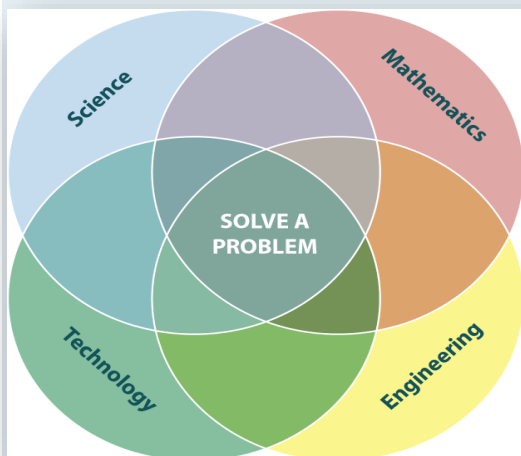 Science
Mathematics
SOLVE A
PROBLEM
Technology
Engineering